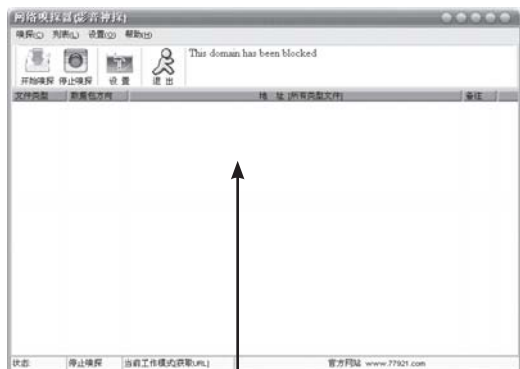 网络嗅探器(影音神探)
嗅探(C) 列表(L) 设置(O) 帮助(H)
开始嗅探 停止嗅探 设 置 退 出 This domain has been blocked
文件类型 数据包方向 地 址 [所有类型文件] 备注
状态: 停止嗅探 当前工作模式(获取URL) 官方网站 www.77921.com